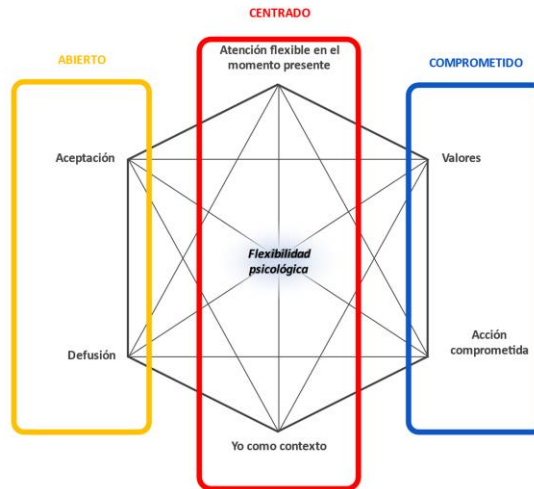 CENTRADO
ABIERTO
COMPROMETIDO
Atención flexible en el
momento presente
Aceptación
Valores
Flexibilidad
psicológica
Defusión
Acción
comprometida
Yo como contexto